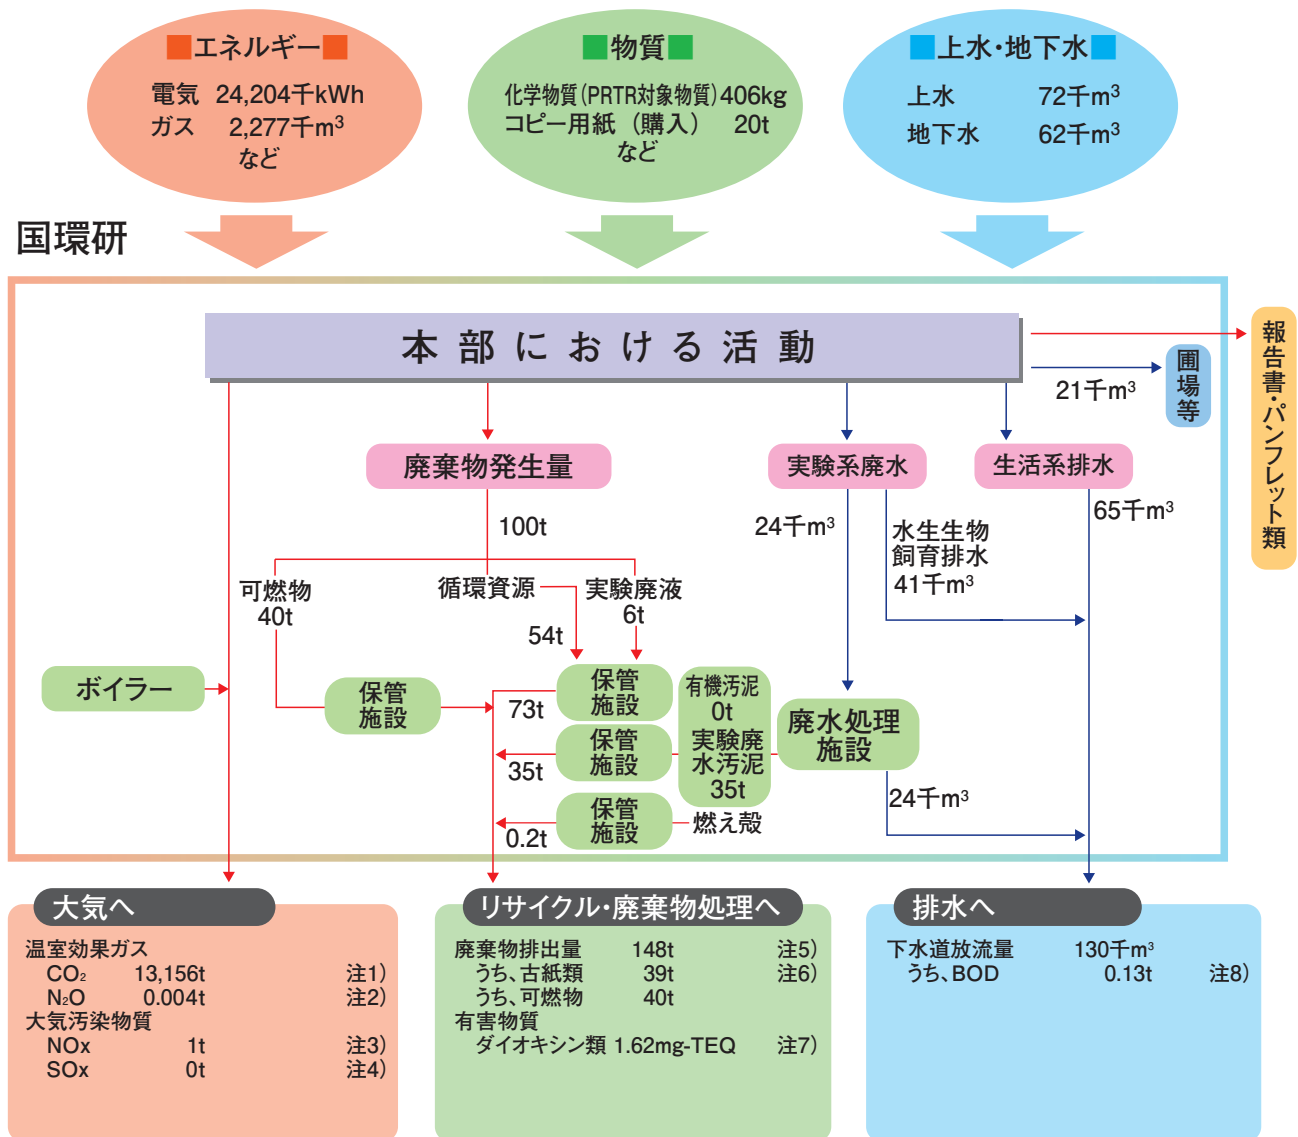 ■エネルギー■
電気 24,204千kWh
ガス 2,277千m³
など
■物質■
化学物質(PRTR対象物質)406kg
コピー用紙（購入） 20t
など
■上水・地下水■
上水 72千m³
地下水 62千m³
国環研
本部における活動
報告書・パンフレット類
圃場等
21千m³
廃棄物発生量
実験系廃水
生活系排水
100t
24千m³
水生生物
飼育排水
41千m³
65千m³
可燃物
40t
循環資源
54t
実験廃液
6t
ボイラー
保管
施設
保管
施設
73t
有機汚泥
0t
実験廃
水汚泥
35t
廃水処理
施設
保管
施設
35t
24千m³
保管
施設
0.2t
燃え殻
大気へ
温室効果ガス
CO₂ 13,156t 注1)
N₂O 0.004t 注2)
大気汚染物質
NOx 1t 注3)
SOx 0t 注4)
リサイクル・廃棄物処理へ
廃棄物排出量 148t 注5)
うち、古紙類 39t 注6)
うち、可燃物 40t
有害物質
ダイオキシン類 1.62mg-TEQ 注7)
排水へ
下水道放流量 130千m³
うち、BOD 0.13t 注8)